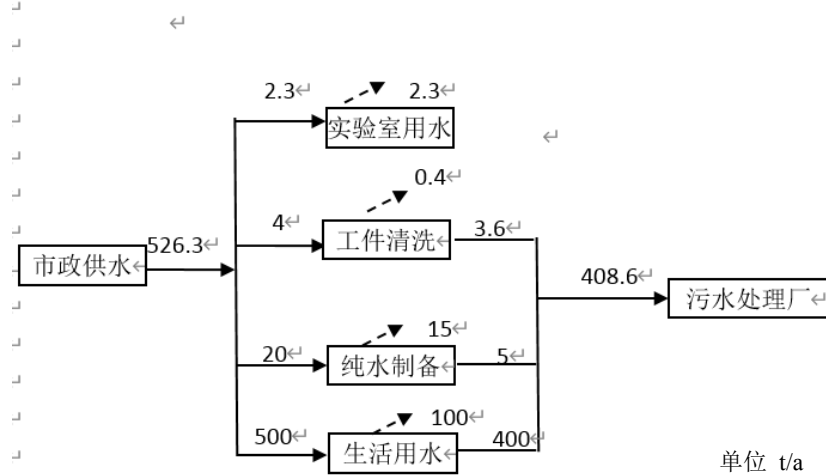 2.3
2.3
实验室用水
0.4
4
工件清洗
3.6
市政供水
526.3
408.6
污水处理厂
15
20
纯水制备
5
100
500
生活用水
400
单位 t/a